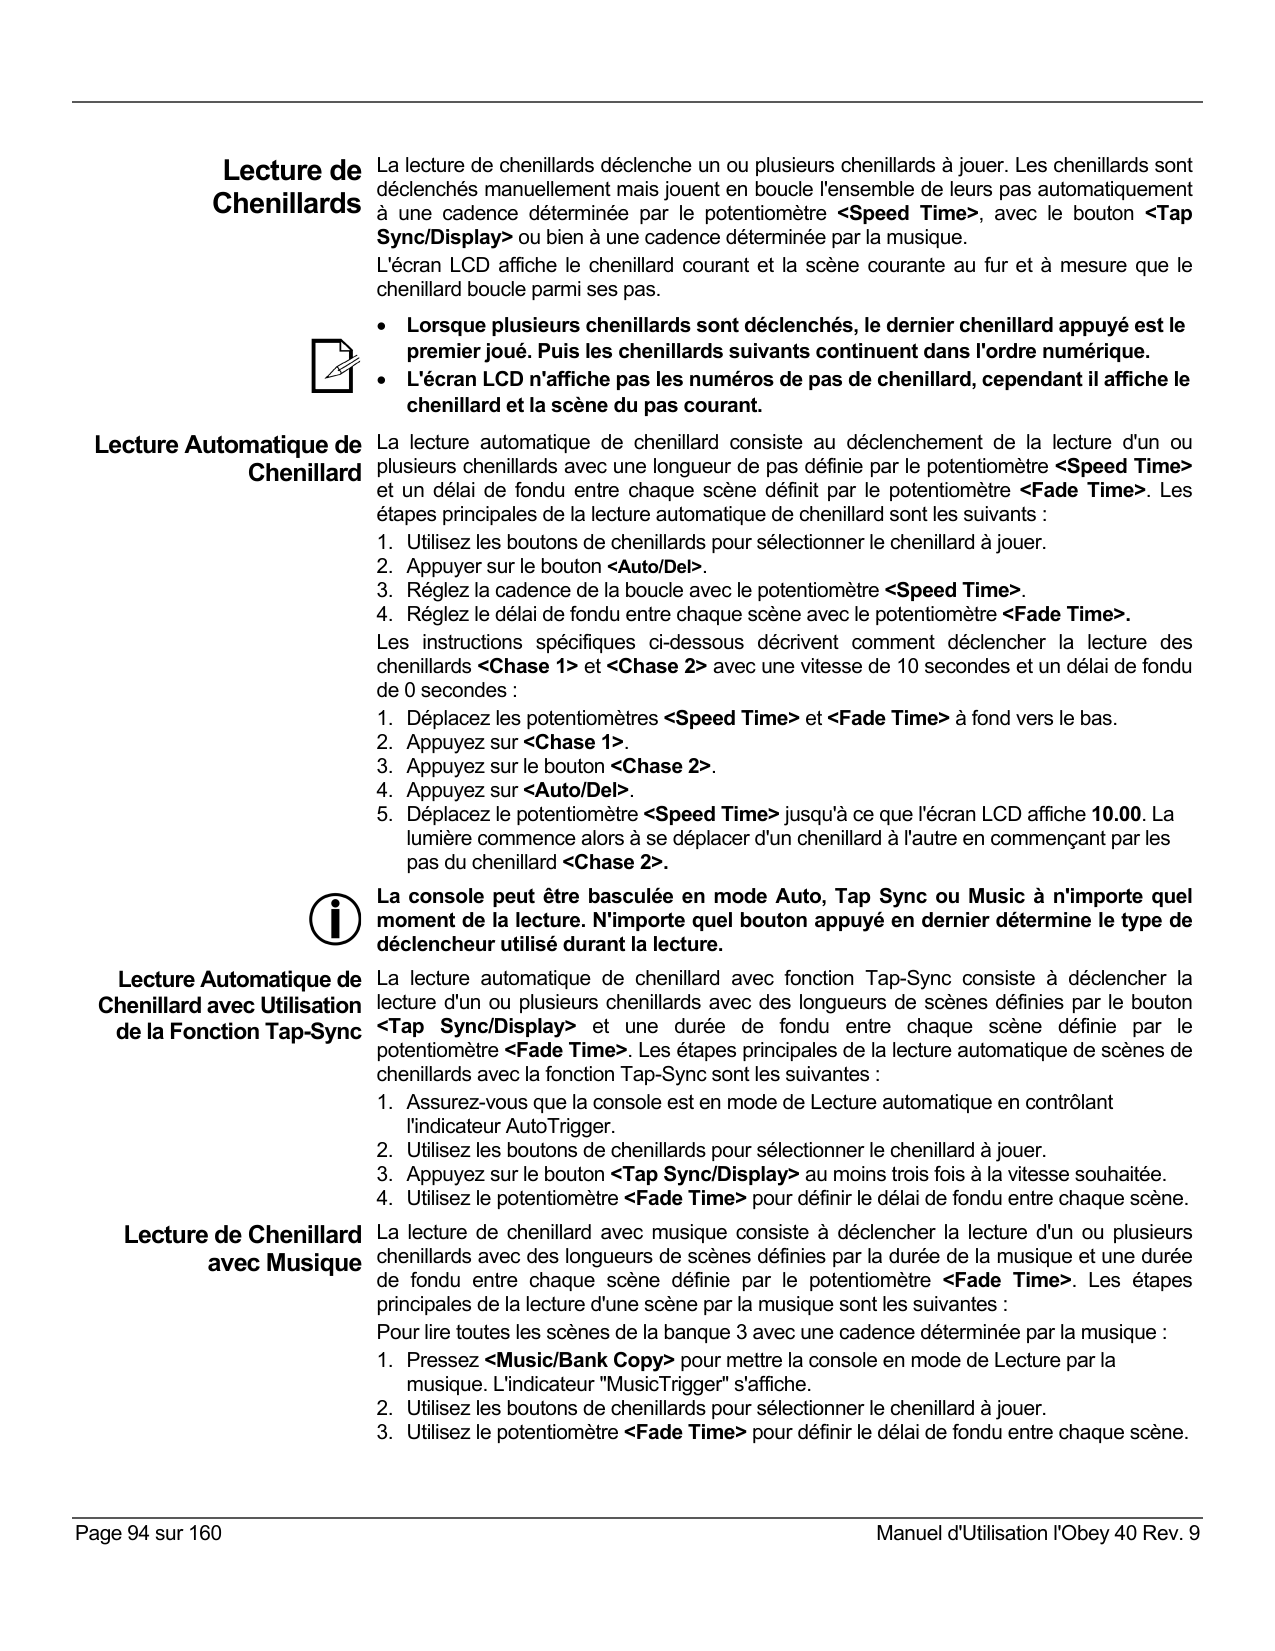 Lecture de
Chenillards
La lecture de chenillards déclenche un ou plusieurs chenillards à jouer. Les chenillards sont
déclenchés manuellement mais jouent en boucle l'ensemble de leurs pas automatiquement
à une cadence déterminée par le potentiomètre <Speed Time>, avec le bouton <Tap
Sync/Display> ou bien à une cadence déterminée par la musique.
L'écran LCD affiche le chenillard courant et la scène courante au fur et à mesure que le
chenillard boucle parmi ses pas.
• Lorsque plusieurs chenillards sont déclenchés, le dernier chenillard appuyé est le
premier joué. Puis les chenillards suivants continuent dans l'ordre numérique.
• L'écran LCD n'affiche pas les numéros de pas de chenillard, cependant il affiche le
chenillard et la scène du pas courant.
Lecture Automatique de
Chenillard
La lecture automatique de chenillard consiste au déclenchement de la lecture d'un ou
plusieurs chenillards avec une longueur de pas définie par le potentiomètre <Speed Time>
et un délai de fondu entre chaque scène définit par le potentiomètre <Fade Time>. Les
étapes principales de la lecture automatique de chenillard sont les suivants :
1. Utilisez les boutons de chenillards pour sélectionner le chenillard à jouer.
2. Appuyer sur le bouton <Auto/Del>.
3. Réglez la cadence de la boucle avec le potentiomètre <Speed Time>.
4. Réglez le délai de fondu entre chaque scène avec le potentiomètre <Fade Time>.
Les instructions spécifiques ci-dessous décrivent comment déclencher la lecture des
chenillards <Chase 1> et <Chase 2> avec une vitesse de 10 secondes et un délai de fondu
de 0 secondes :
1. Déplacez les potentiomètres <Speed Time> et <Fade Time> à fond vers le bas.
2. Appuyez sur <Chase 1>.
3. Appuyez sur le bouton <Chase 2>.
4. Appuyez sur <Auto/Del>.
5. Déplacez le potentiomètre <Speed Time> jusqu'à ce que l'écran LCD affiche 10.00. La
lumière commence alors à se déplacer d'un chenillard à l'autre en commençant par les
pas du chenillard <Chase 2>.
La console peut être basculée en mode Auto, Tap Sync ou Music à n'importe quel
moment de la lecture. N'importe quel bouton appuyé en dernier détermine le type de
déclencheur utilisé durant la lecture.
Lecture Automatique de
Chenillard avec Utilisation
de la Fonction Tap-Sync
La lecture automatique de chenillard avec fonction Tap-Sync consiste à déclencher la
lecture d'un ou plusieurs chenillards avec des longueurs de scènes définies par le bouton
<Tap Sync/Display> et une durée de fondu entre chaque scène définie par le
potentiomètre <Fade Time>. Les étapes principales de la lecture automatique de scènes de
chenillards avec la fonction Tap-Sync sont les suivantes :
1. Assurez-vous que la console est en mode de Lecture automatique en contrôlant
l'indicateur AutoTrigger.
2. Utilisez les boutons de chenillards pour sélectionner le chenillard à jouer.
3. Appuyez sur le bouton <Tap Sync/Display> au moins trois fois à la vitesse souhaitée.
4. Utilisez le potentiomètre <Fade Time> pour définir le délai de fondu entre chaque scène.
Lecture de Chenillard
avec Musique
La lecture de chenillard avec musique consiste à déclencher la lecture d'un ou plusieurs
chenillards avec des longueurs de scènes définies par la durée de la musique et une durée
de fondu entre chaque scène définie par le potentiomètre <Fade Time>. Les étapes
principales de la lecture d'une scène par la musique sont les suivantes :
Pour lire toutes les scènes de la banque 3 avec une cadence déterminée par la musique :
1. Pressez <Music/Bank Copy> pour mettre la console en mode de Lecture par la
musique. L'indicateur "MusicTrigger" s'affiche.
2. Utilisez les boutons de chenillards pour sélectionner le chenillard à jouer.
3. Utilisez le potentiomètre <Fade Time> pour définir le délai de fondu entre chaque scène.
Page 94 sur 160
Manuel d'Utilisation l'Obey 40 Rev. 9